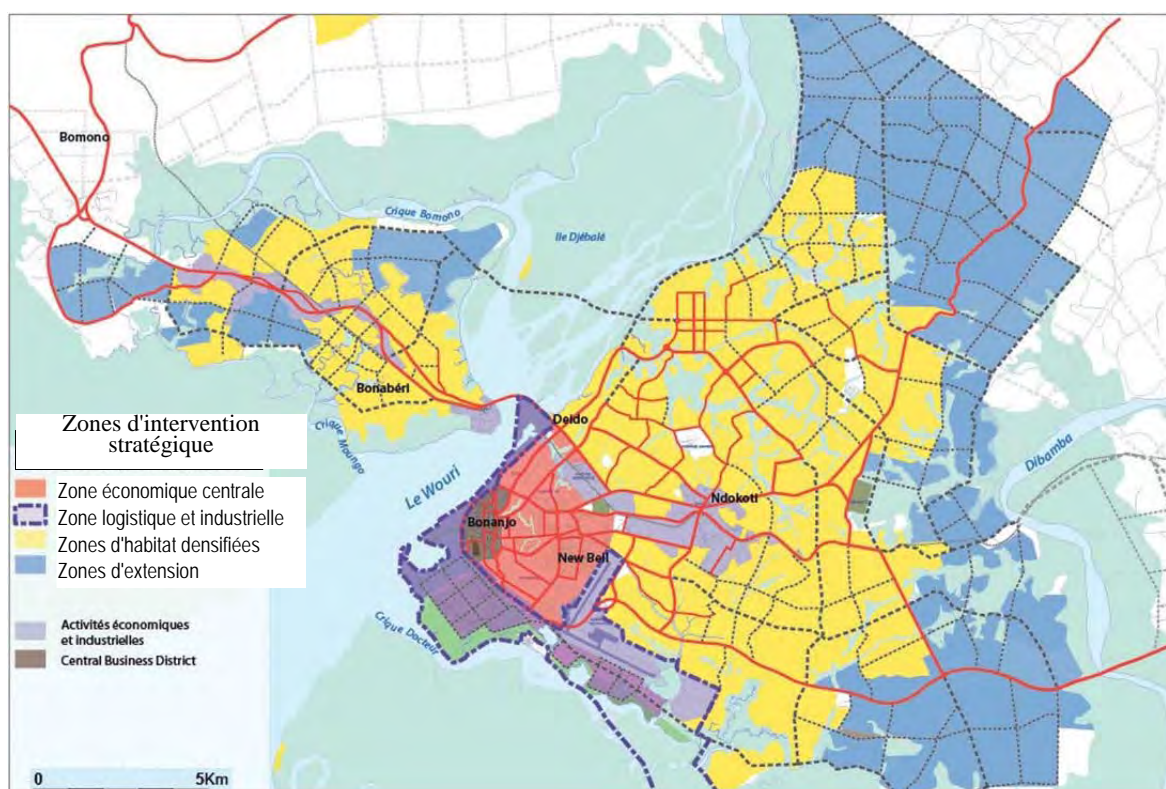 Bomono
Crique Bomono
Ile Djébalé
Bonabéri
Crique Moungo
Deido
Le Wouri
Dibamba
Ndokoti
Bonanjo
New Bell
Crique Docteur
Zones d'intervention
stratégique
Zone économique centrale
Zone logistique et industrielle
Zones d'habitat densifiées
Zones d'extension
Activités économiques
et industrielles
Central Business District
0 5Km